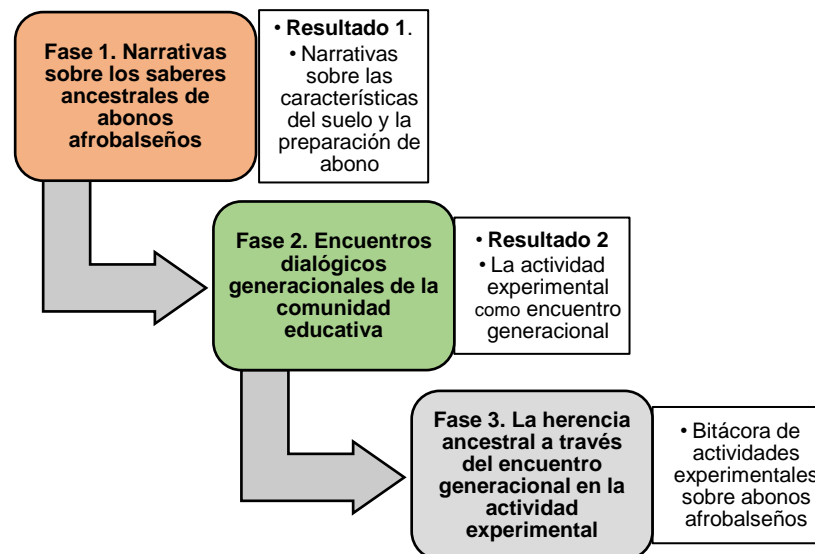 Fase 1. Narrativas
sobre los saberes
ancestrales de
abonos
afrobalseños
• Resultado 1.
• Narrativas
sobre las
características
del suelo y la
preparación de
abono
Fase 2. Encuentros
dialógicos
generacionales de la
comunidad
educativa
• Resultado 2
• La actividad
experimental
como encuentro
generacional
Fase 3. La herencia
ancestral a través
del encuentro
generacional en la
actividad
experimental
• Bitácora de
actividades
experimentales
sobre abonos
afrobalseños